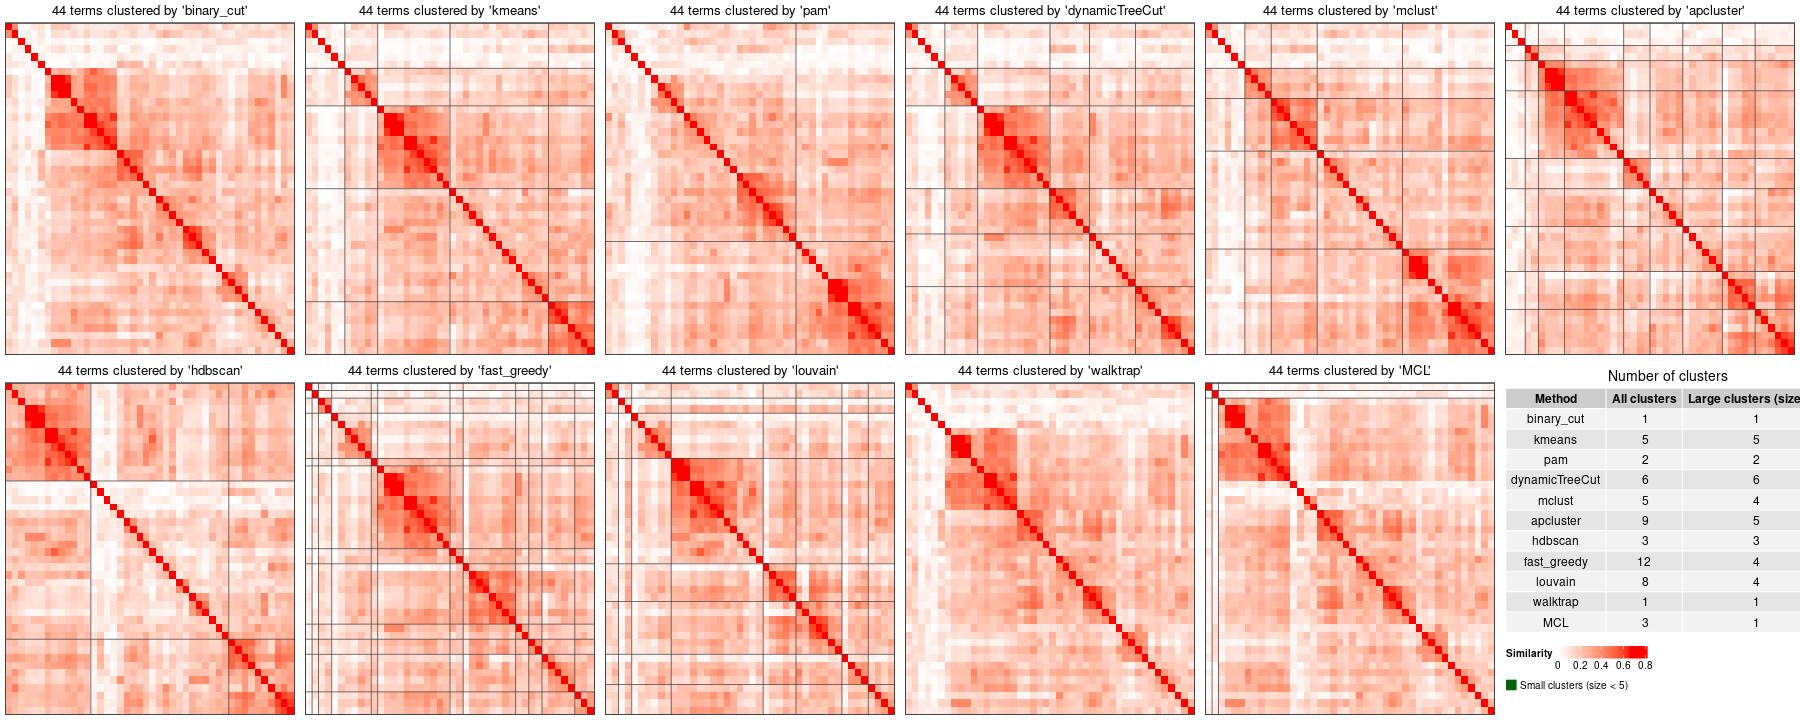 44 terms clustered by 'binary_cut'
44 terms clustered by 'kmeans'
44 terms clustered by 'pam'
44 terms clustered by 'dynamicTreeCut'
44 terms clustered by 'mclust'
44 terms clustered by 'apcluster'
44 terms clustered by 'hdbscan'
44 terms clustered by 'fast_greedy'
44 terms clustered by 'louvain'
44 terms clustered by 'walktrap'
44 terms clustered by 'MCL'
Number of clusters
Method All clusters Large clusters (size
binary_cut 1 1
kmeans 5 5
pam 2 2
dynamicTreeCut 6 6
mclust 5 4
apcluster 9 5
hdbscan 3 3
fast_greedy 12 4
louvain 8 4
walktrap 1 1
MCL 3 1
Similarity
0 0.2 0.4 0.6 0.8
Small clusters (size < 5)